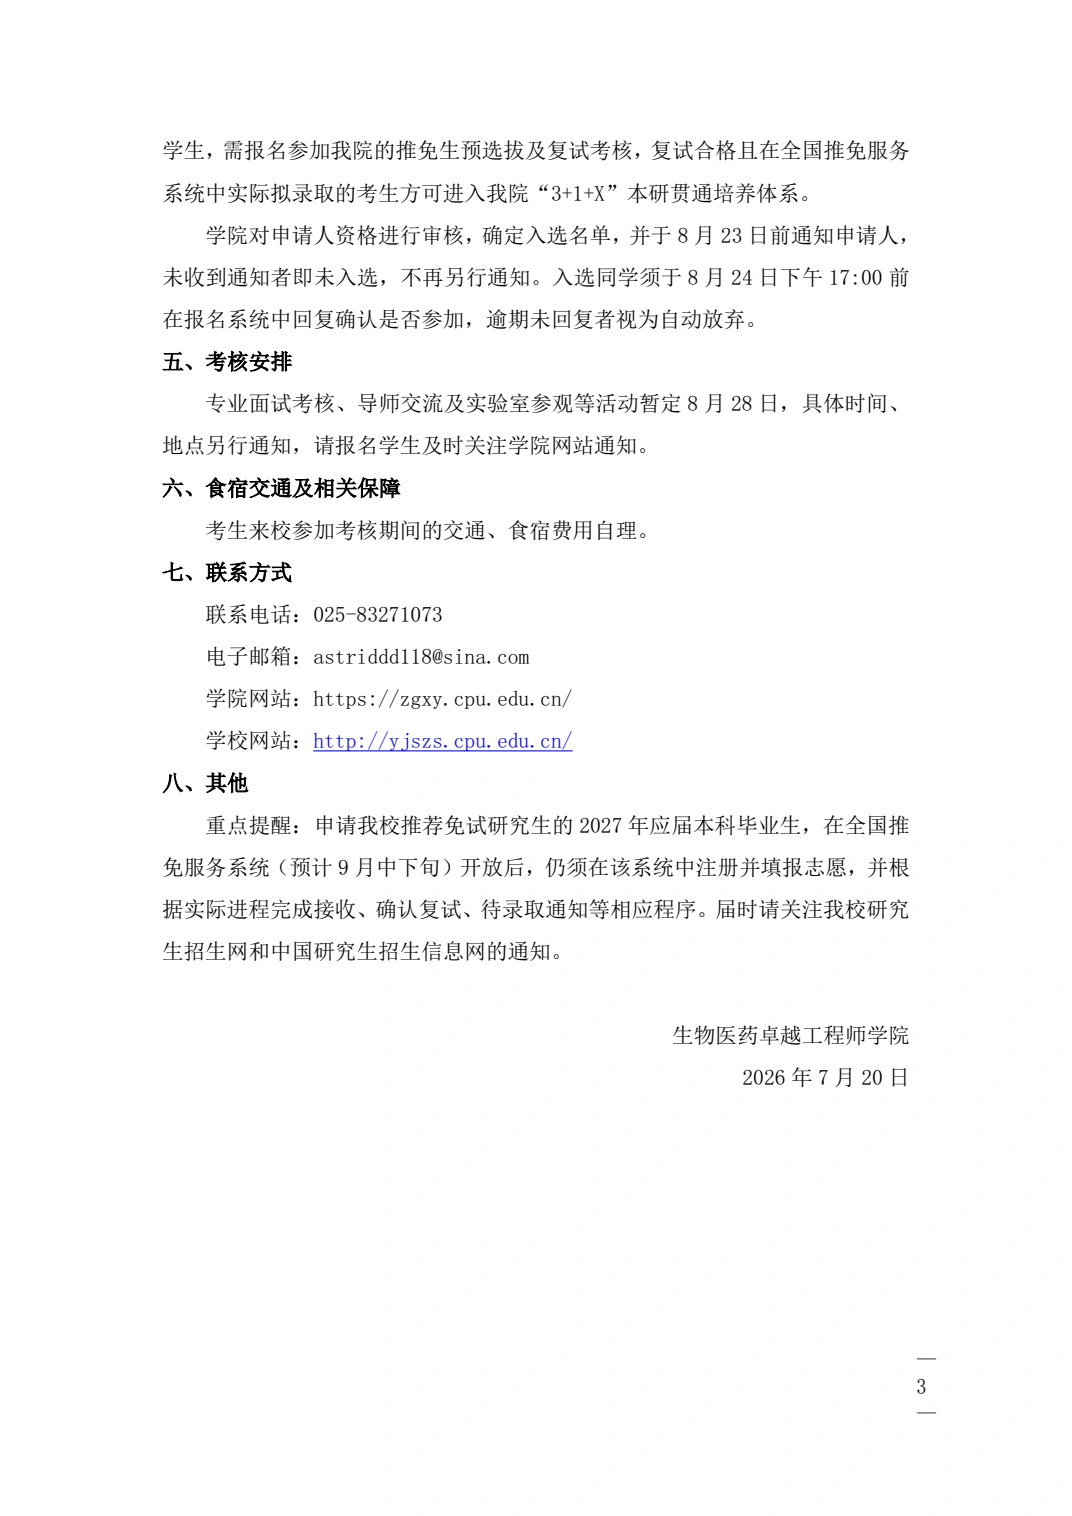 学生，需报名参加我院的推免生预选拔及复试考核，复试合格且在全国推免服务
系统中实际拟录取的考生方可进入我院“3+1+X”本研贯通培养体系。
学院对申请人资格进行审核，确定入选名单，并于 8 月 23 日前通知申请人，
未收到通知者即未入选，不再另行通知。入选同学须于 8 月 24 日下午 17:00 前
在报名系统中回复确认是否参加，逾期未回复者视为自动放弃。
五、考核安排
专业面试考核、导师交流及实验室参观等活动暂定 8 月 28 日，具体时间、
地点另行通知，请报名学生及时关注学院网站通知。
六、食宿交通及相关保障
考生来校参加考核期间的交通、食宿费用自理。
七、联系方式
联系电话：025-83271073
电子邮箱：astriddd118@sina.com
学院网站：https://zgxy.cpu.edu.cn/
学校网站：http://yjszs.cpu.edu.cn/
八、其他
重点提醒：申请我校推荐免试研究生的 2027 年应届本科毕业生，在全国推
免服务系统（预计 9 月中下旬）开放后，仍须在该系统中注册并填报志愿，并根
据实际进程完成接收、确认复试、待录取通知等相应程序。届时请关注我校研究
生招生网和中国研究生招生信息网的通知。
生物医药卓越工程师学院
2026 年 7 月 20 日
—
3
—